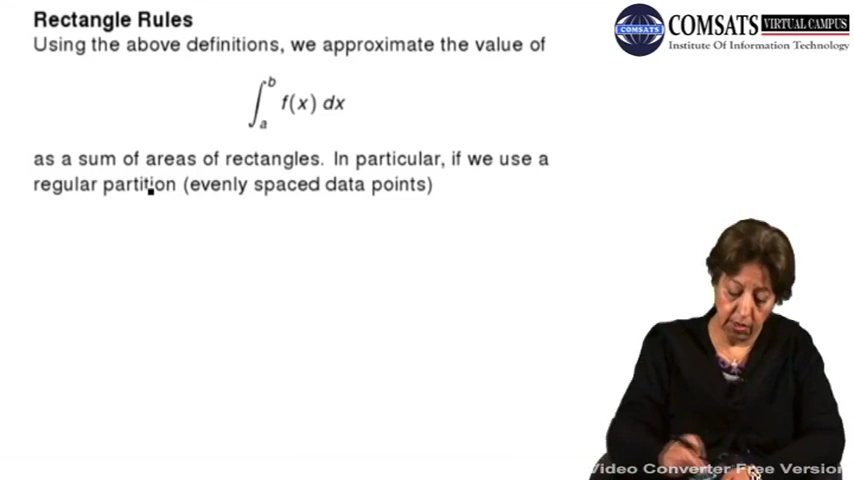 Rectangle Rules
Using the above definitions, we approximate the value of
∫_a^b f(x) dx
as a sum of areas of rectangles. In particular, if we use a
regular partition (evenly spaced data points)
COMSATS
COMSATS VIRTUAL CAMPUS
Institute Of Information Technology
Video Converter Free Version